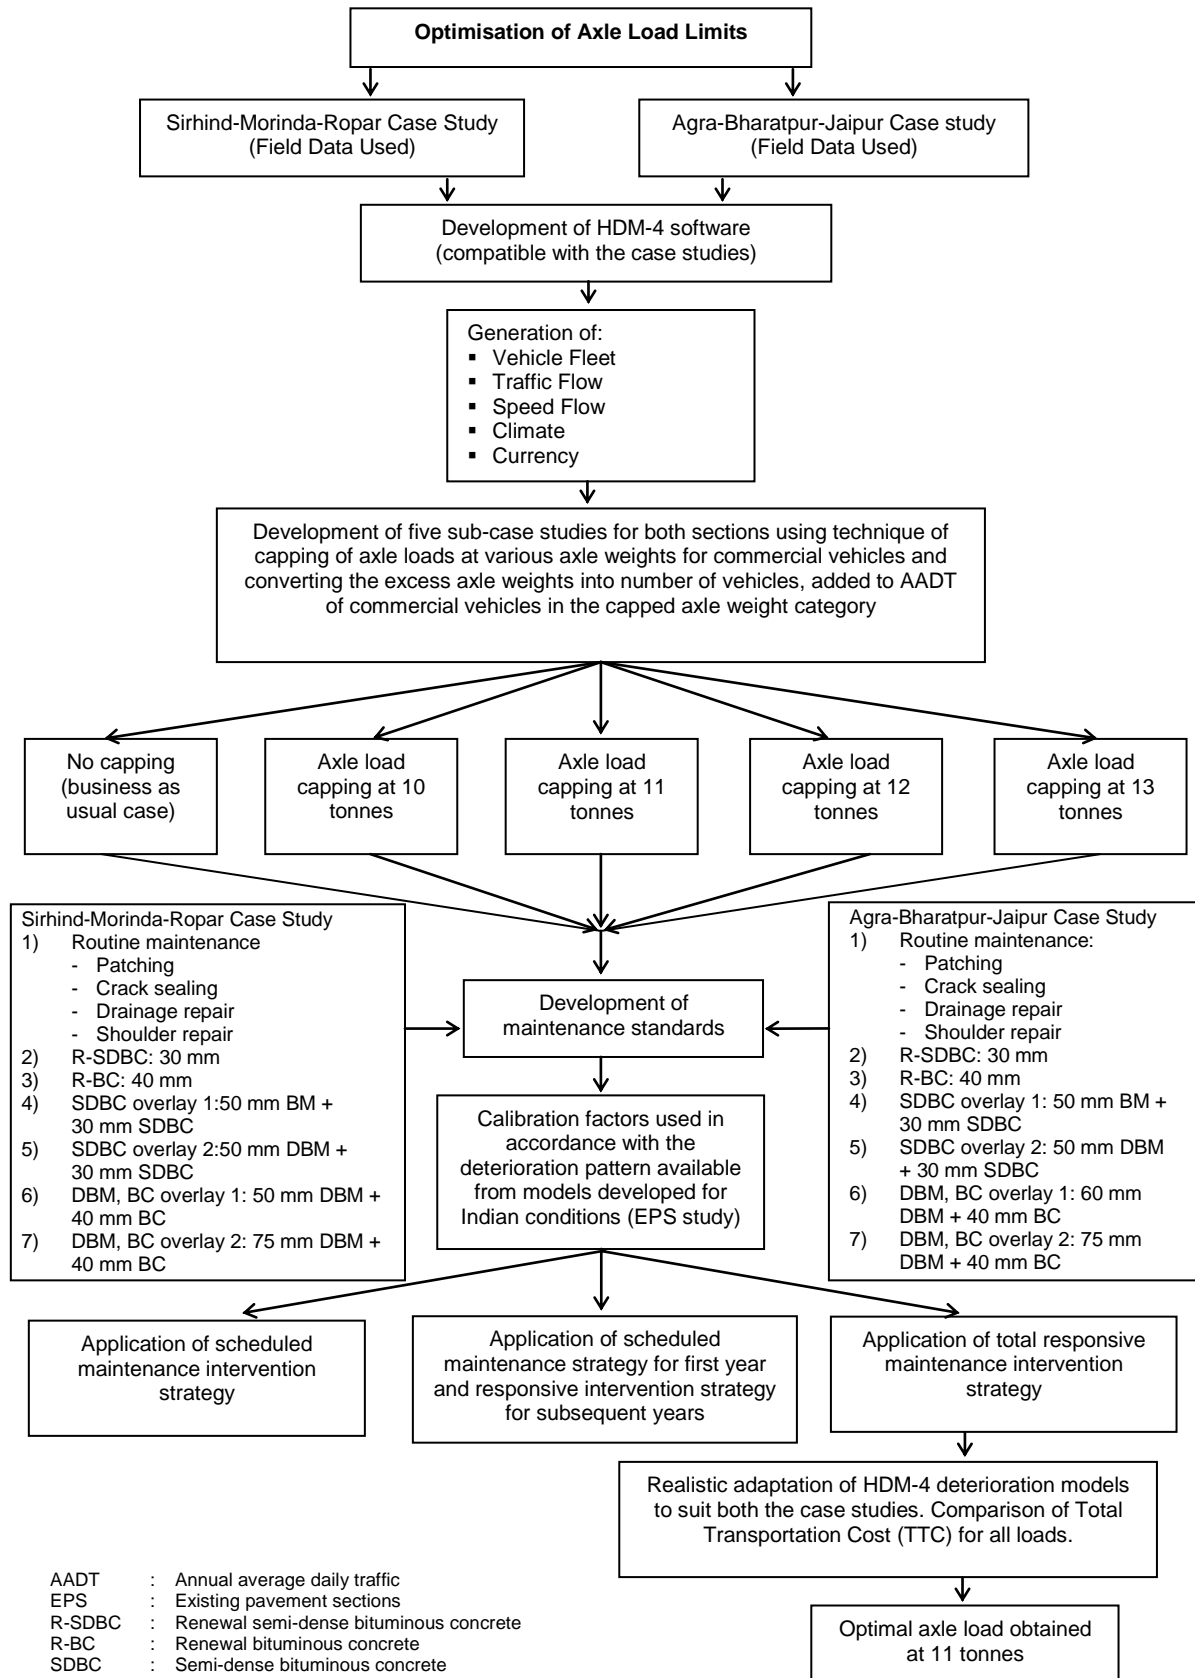 Optimisation of Axle Load Limits
Sirhind-Morinda-Ropar Case Study
(Field Data Used)
Agra-Bharatpur-Jaipur Case study
(Field Data Used)
Development of HDM-4 software
(compatible with the case studies)
Generation of:
▪ Vehicle Fleet
▪ Traffic Flow
▪ Speed Flow
▪ Climate
▪ Currency
Development of five sub-case studies for both sections using technique of
capping of axle loads at various axle weights for commercial vehicles and
converting the excess axle weights into number of vehicles, added to AADT
of commercial vehicles in the capped axle weight category
No capping
(business as
usual case)
Axle load
capping at 10
tonnes
Axle load
capping at 11
tonnes
Axle load
capping at 12
tonnes
Axle load
capping at 13
tonnes
Sirhind-Morinda-Ropar Case Study
1) Routine maintenance
- Patching
- Crack sealing
- Drainage repair
- Shoulder repair
2) R-SDBC: 30 mm
3) R-BC: 40 mm
4) SDBC overlay 1:50 mm BM +
30 mm SDBC
5) SDBC overlay 2:50 mm DBM +
30 mm SDBC
6) DBM, BC overlay 1: 50 mm DBM +
40 mm BC
7) DBM, BC overlay 2: 75 mm DBM +
40 mm BC
Development of
maintenance standards
Agra-Bharatpur-Jaipur Case Study
1) Routine maintenance:
- Patching
- Crack sealing
- Drainage repair
- Shoulder repair
2) R-SDBC: 30 mm
3) R-BC: 40 mm
4) SDBC overlay 1: 50 mm BM +
30 mm SDBC
5) SDBC overlay 2: 50 mm DBM
+ 30 mm SDBC
6) DBM, BC overlay 1: 60 mm
DBM + 40 mm BC
7) DBM, BC overlay 2: 75 mm
DBM + 40 mm BC
Calibration factors used in
accordance with the
deterioration pattern available
from models developed for
Indian conditions (EPS study)
Application of scheduled
maintenance intervention
strategy
Application of scheduled
maintenance strategy for first year
and responsive intervention strategy
for subsequent years
Application of total responsive
maintenance intervention
strategy
Realistic adaptation of HDM-4 deterioration models
to suit both the case studies. Comparison of Total
Transportation Cost (TTC) for all loads.
Optimal axle load obtained
at 11 tonnes
AADT : Annual average daily traffic
EPS : Existing pavement sections
R-SDBC : Renewal semi-dense bituminous concrete
R-BC : Renewal bituminous concrete
SDBC : Semi-dense bituminous concrete